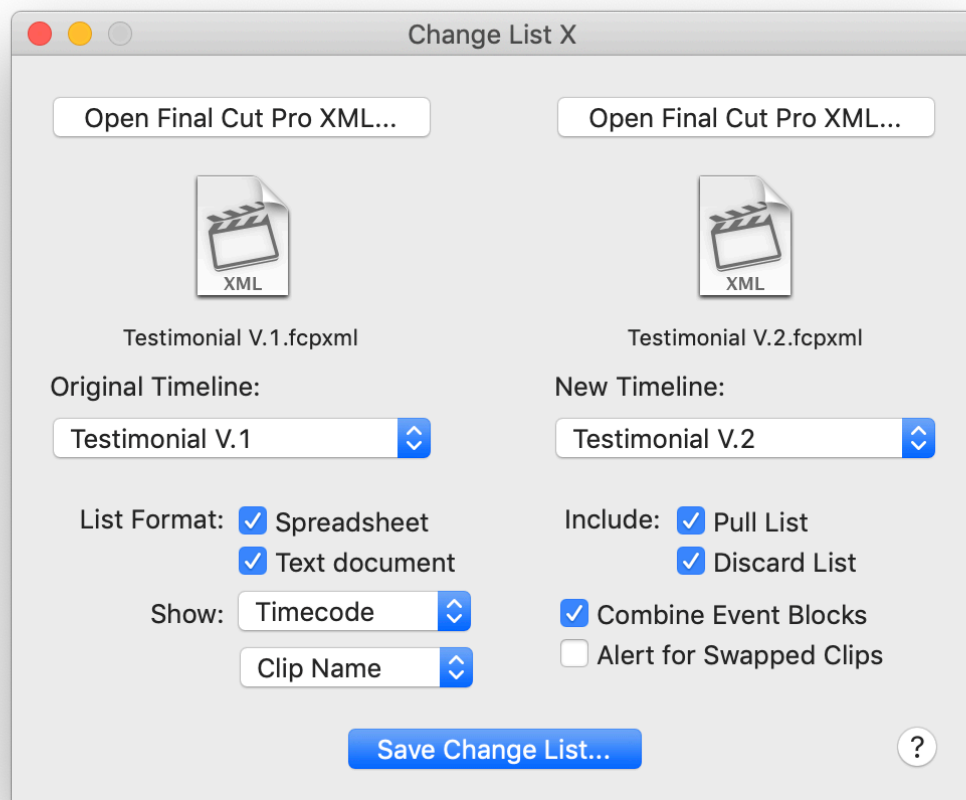 Change List X
Open Final Cut Pro XML... Open Final Cut Pro XML...
XML XML
Testimonial V.1.fcpxml Testimonial V.2.fcpxml
Original Timeline: New Timeline:
Testimonial V.1 Testimonial V.2
List Format: Spreadsheet Include: Pull List
Text document Discard List
Show: Timecode Combine Event Blocks
Clip Name Alert for Swapped Clips
Save Change List... ?